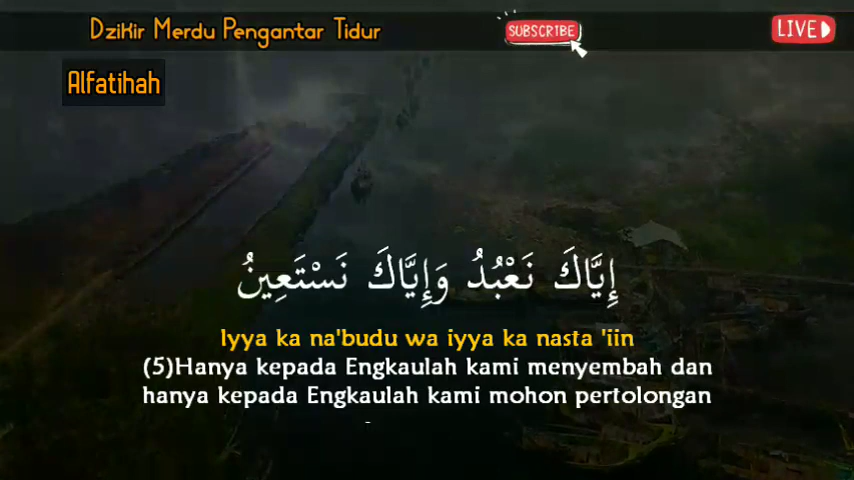 Dzikir Merdu Pengantar Tidur
SUBSCRIBE
LIVE
Alfatihah
إِيَّاكَ نَعْبُدُ وَإِيَّاكَ نَسْتَعِينُ
Iyya ka na'budu wa iyya ka nasta 'iin
(5)Hanya kepada Engkaulah kami menyembah dan
hanya kepada Engkaulah kami mohon pertolongan